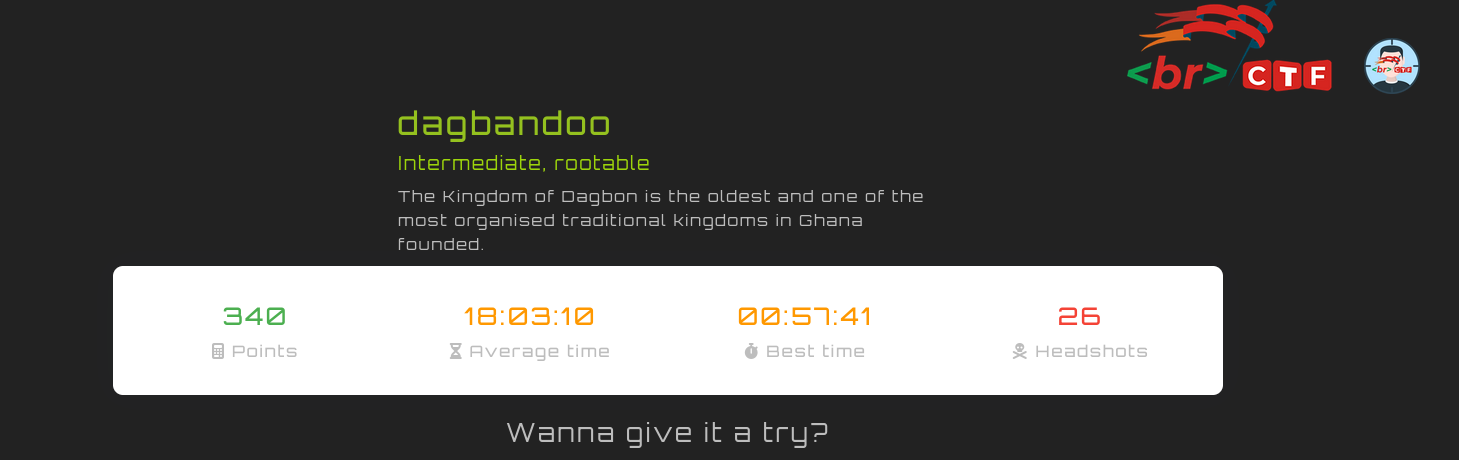 <br> CTF
<br> CTF
dagbandoo
Intermediate, rootable
The Kingdom of Dagbon is the oldest and one of the
most organised traditional kingdoms in Ghana
founded.
340 18:03:10 00:57:41 26
Points Average time Best time Headshots
Wanna give it a try?